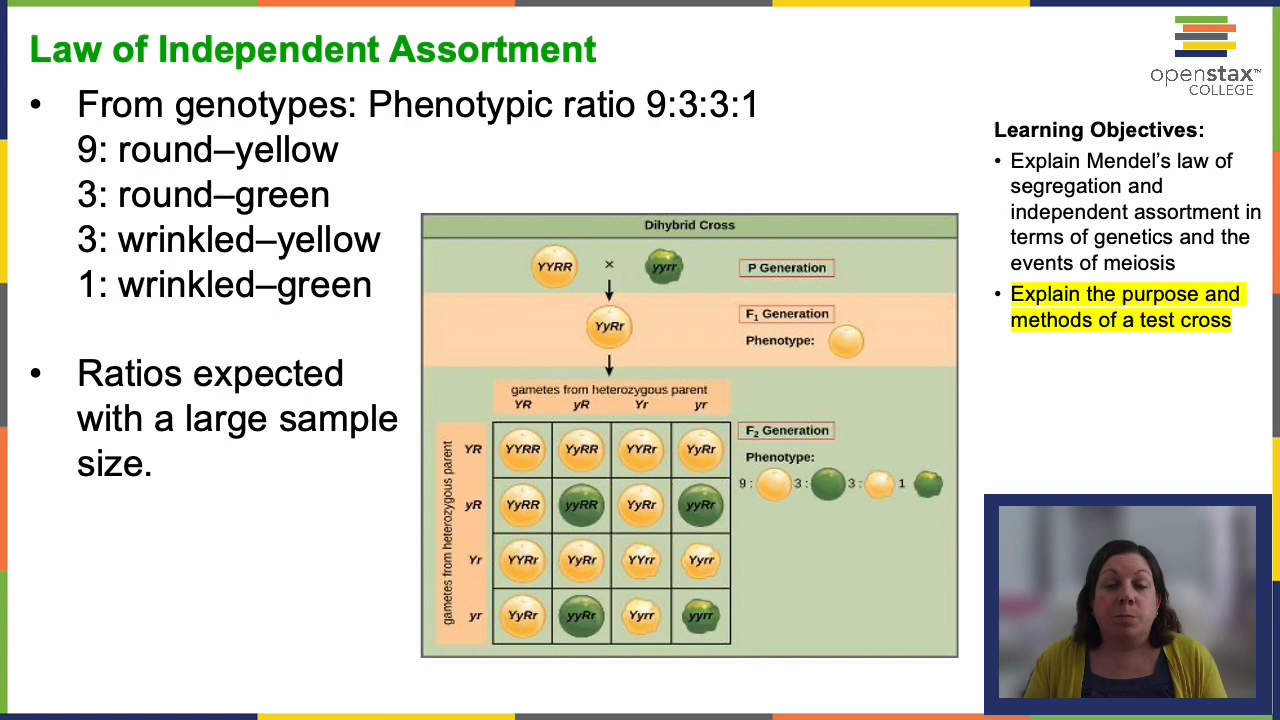 Law of Independent Assortment
• From genotypes: Phenotypic ratio 9:3:3:1
9: round–yellow
3: round–green
3: wrinkled–yellow
1: wrinkled–green
• Ratios expected
with a large sample
size.
Dihybrid Cross
YYRR × yyrr P Generation
YyRr
F1 Generation
Phenotype:
gametes from heterozygous parent
YR yR Yr yr
gametes from heterozygous parent
YR YYRR YyRR YYRr YyRr
yR YyRR yyRR YyRr yyRr
Yr YYRr YyRr YYrr Yyrr
yr YyRr yyRr Yyrr yyrr
F2 Generation
Phenotype:
9 : 3 : 3 : 1
openstax™
COLLEGE
Learning Objectives:
• Explain Mendel’s law of
segregation and
independent assortment in
terms of genetics and the
events of meiosis
• Explain the purpose and
methods of a test cross